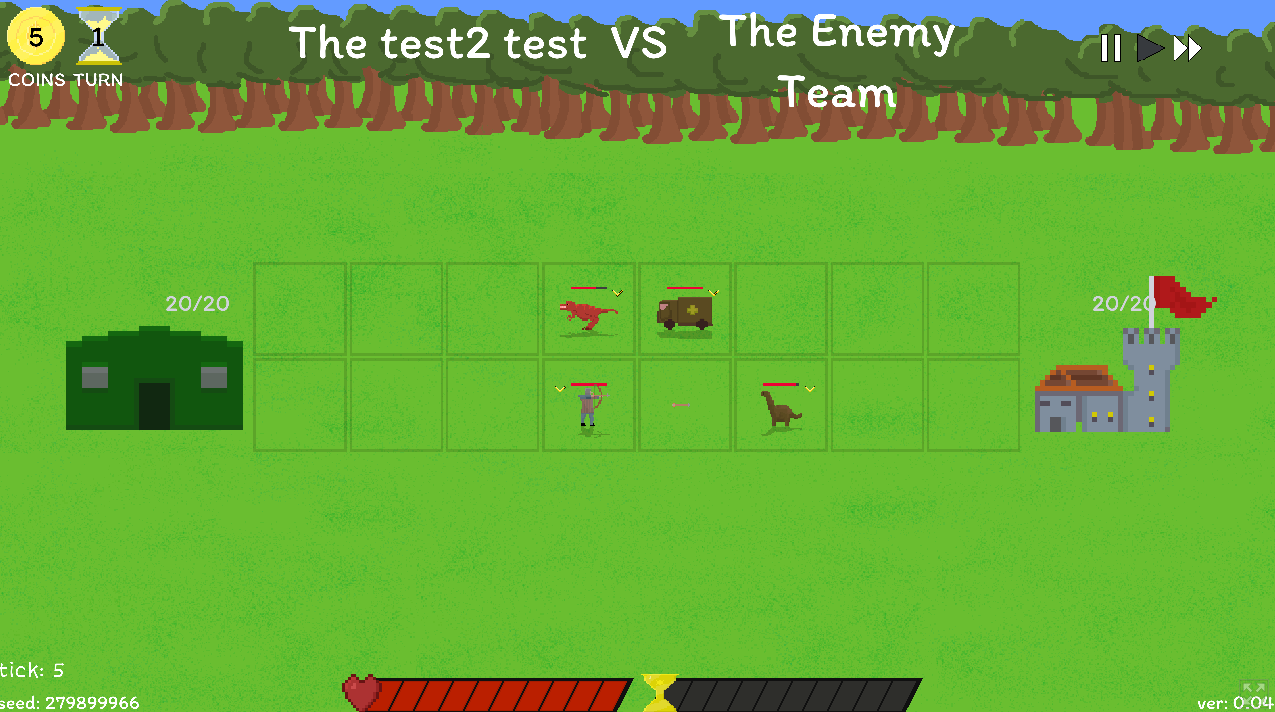 5
1
COINS TURN
The test2 test VS The Enemy
Team
20/20
20/20
tick: 5
seed: 279899966
ver: 0.04